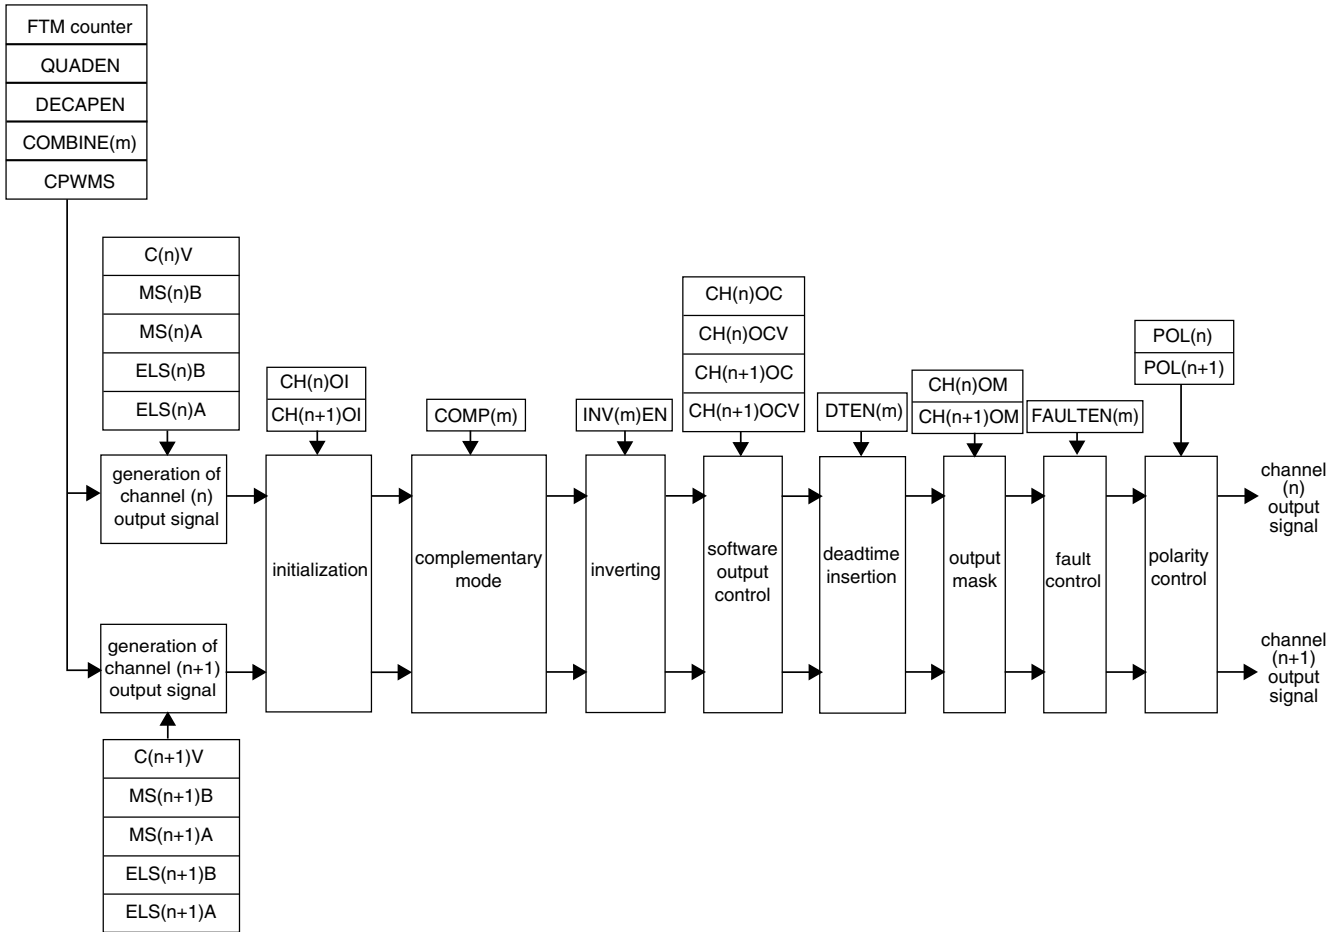 FTM counter
QUADEN
DECAPEN
COMBINE(m)
CPWMS
C(n)V
MS(n)B
MS(n)A
ELS(n)B
ELS(n)A
CH(n)OI
CH(n+1)OI
COMP(m)
INV(m)EN
CH(n)OC
CH(n)OCV
CH(n+1)OC
CH(n+1)OCV
DTEN(m)
CH(n)OM
CH(n+1)OM
FAULTEN(m)
POL(n)
POL(n+1)
generation of
channel (n)
output signal
initialization
complementary
mode
inverting
software
output
control
deadtime
insertion
output
mask
fault
control
polarity
control
channel
(n)
output
signal
generation of
channel (n+1)
output signal
channel
(n+1)
output
signal
C(n+1)V
MS(n+1)B
MS(n+1)A
ELS(n+1)B
ELS(n+1)A